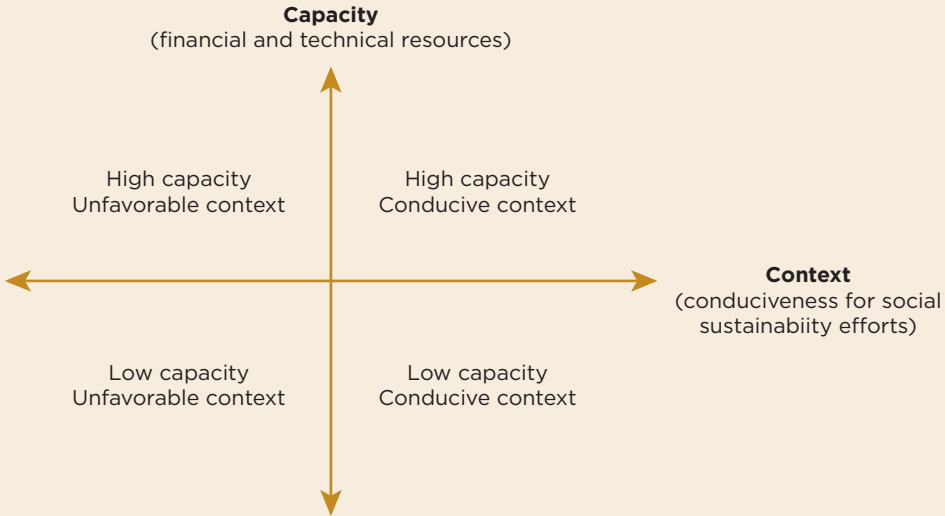 Capacity
(financial and technical resources)
High capacity
Unfavorable context
High capacity
Conducive context
Context
(conduciveness for social
sustainabiity efforts)
Low capacity
Unfavorable context
Low capacity
Conducive context